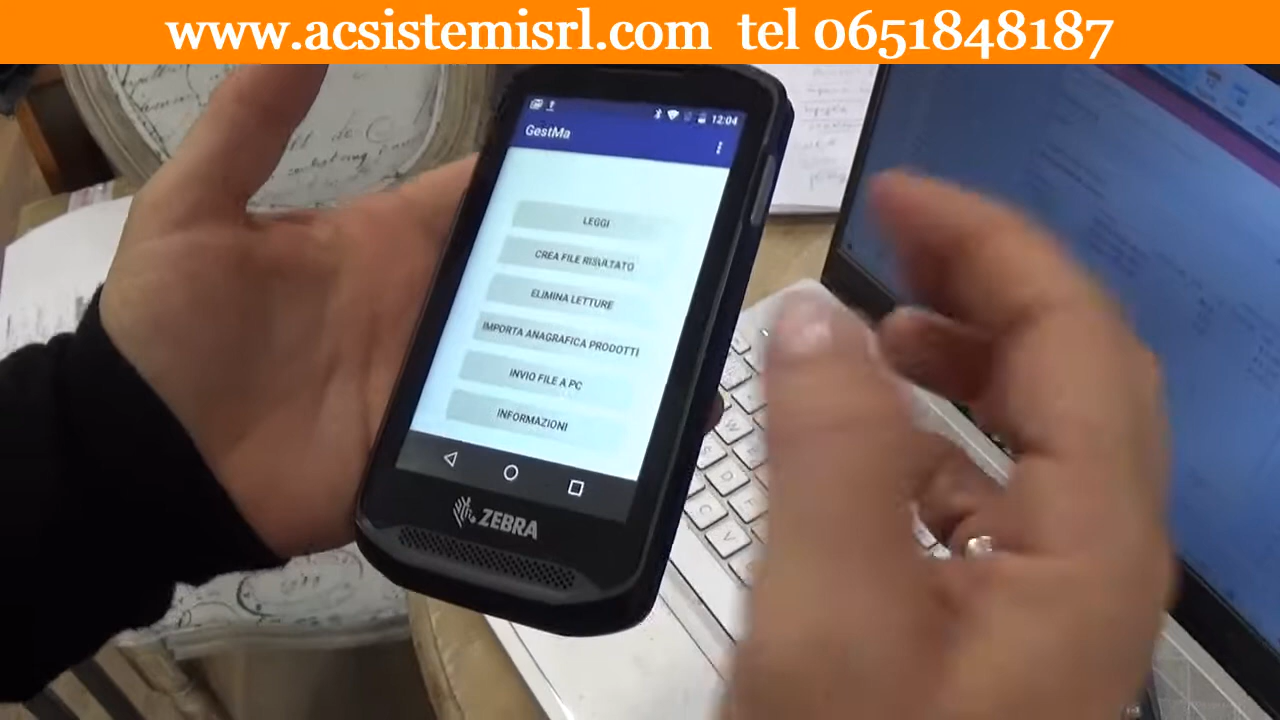 www.acsistemisrl.com tel 0651848187
12:04
GestMa
LEGGI
CREA FILE RISULTATO
ELIMINA LETTURE
IMPORTA ANAGRAFICA PRODOTTI
INVIO FILE A PC
INFORMAZIONI
ZEBRA